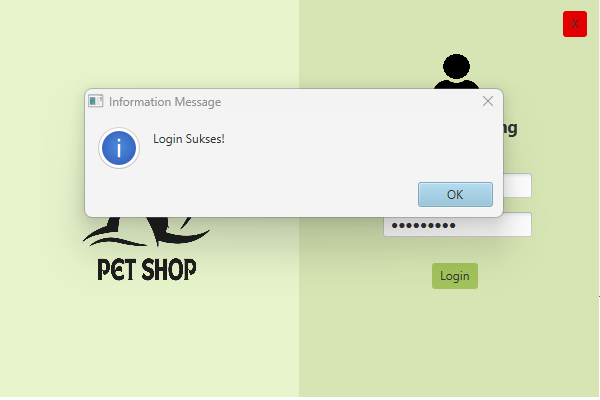 X
Information Message
Login Sukses!
OK
PET SHOP
Login